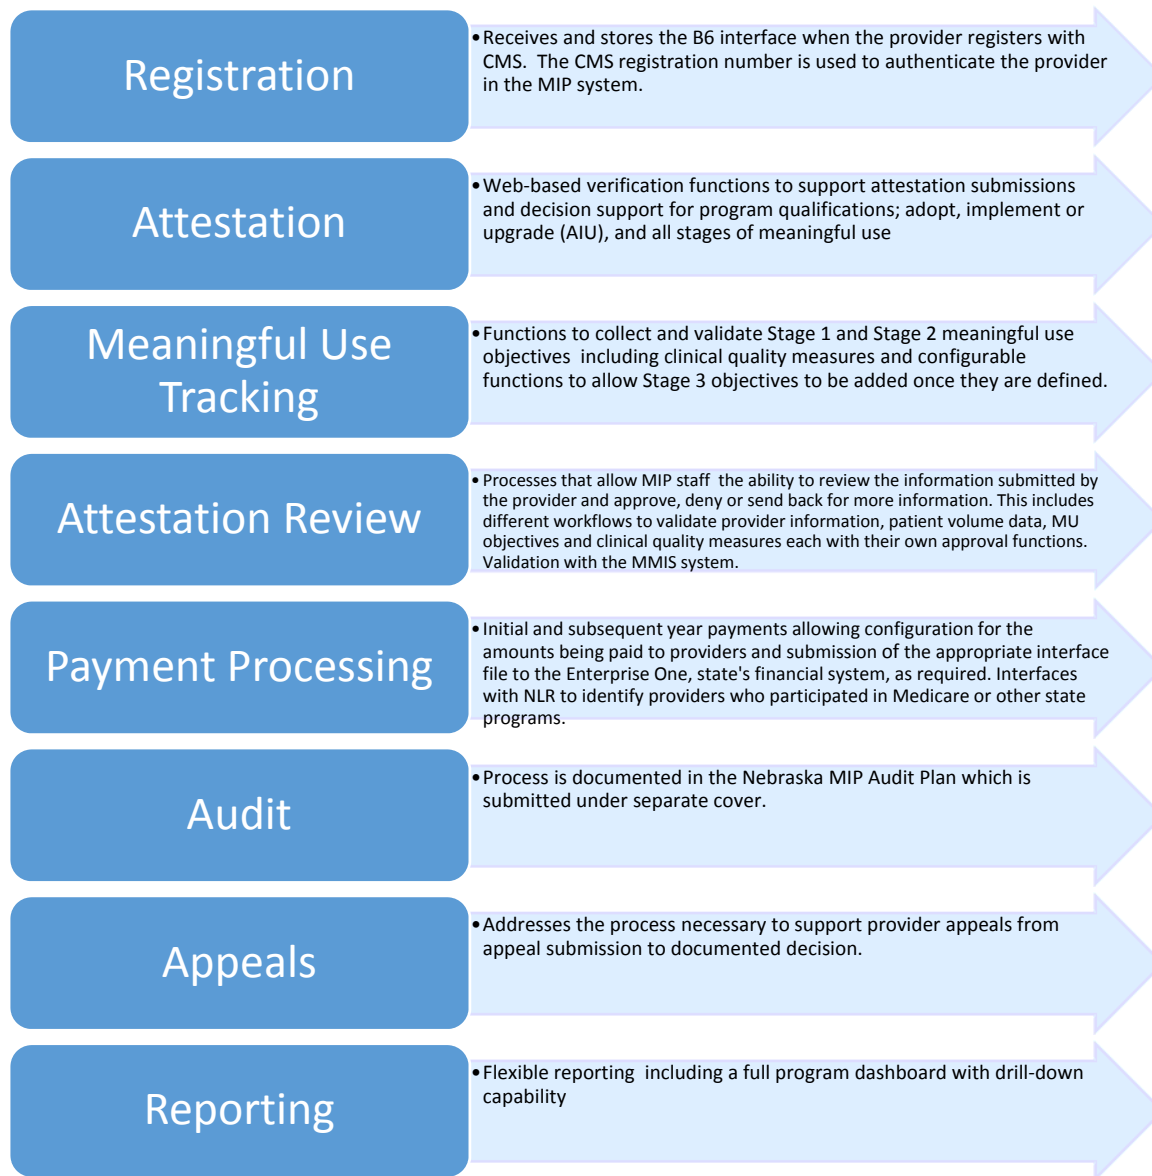 Registration
•Receives and stores the B6 interface when the provider registers with
CMS.  The CMS registration number is used to authenticate the provider
in the MIP system.
Attestation
•Web-based verification functions to support attestation submissions
and decision support for program qualifications; adopt, implement or
upgrade (AIU), and all stages of meaningful use
Meaningful Use
Tracking
•Functions to collect and validate Stage 1 and Stage 2 meaningful use
objectives  including clinical quality measures and configurable
functions to allow Stage 3 objectives to be added once they are defined.
Attestation Review
•Processes that allow MIP staff  the ability to review the information submitted by
the provider and approve, deny or send back for more information. This includes
different workflows to validate provider information, patient volume data, MU
objectives and clinical quality measures each with their own approval functions.
Validation with the MMIS system.
Payment Processing
•Initial and subsequent year payments allowing configuration for the
amounts being paid to providers and submission of the appropriate interface
file to the Enterprise One, state's financial system, as required. Interfaces
with NLR to identify providers who participated in Medicare or other state
programs.
Audit
•Process is documented in the Nebraska MIP Audit Plan which is
submitted under separate cover.
Appeals
•Addresses the process necessary to support provider appeals from
appeal submission to documented decision.
Reporting
•Flexible reporting  including a full program dashboard with drill-down
capability